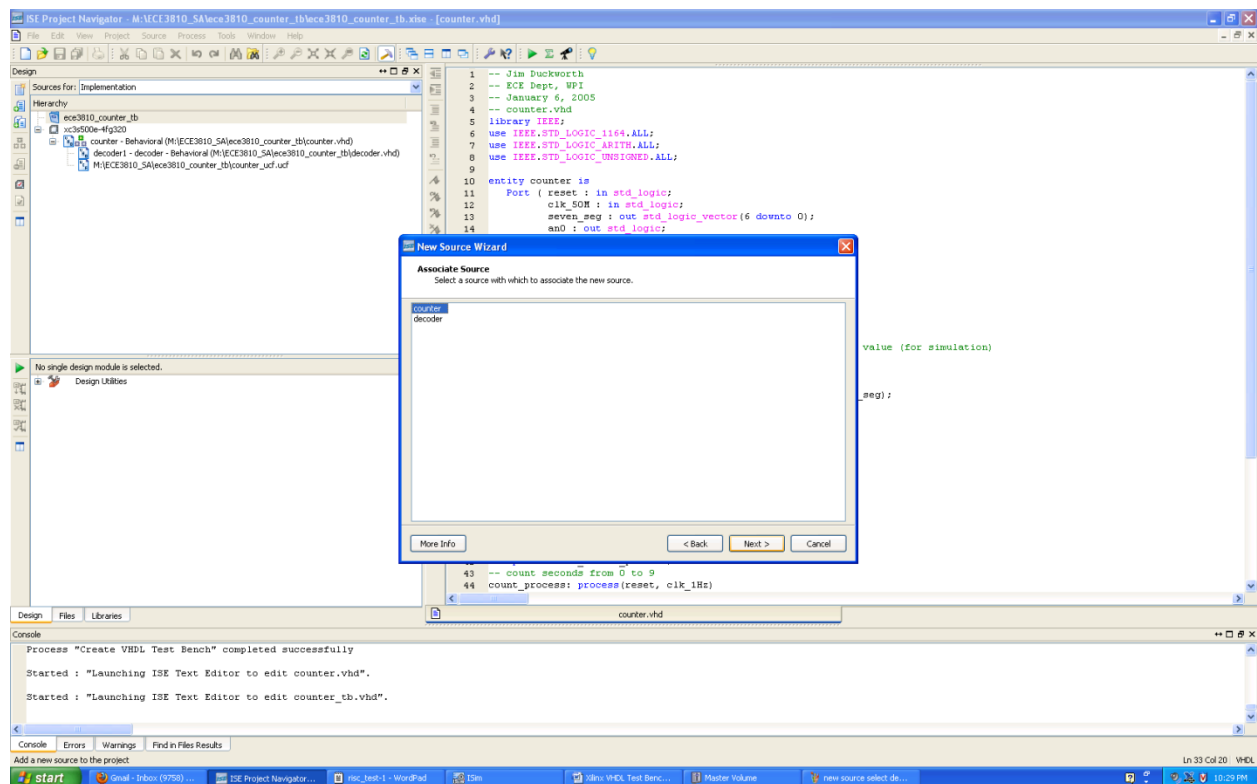 ISE Project Navigator - M:\ECE3810_SA\ece3810_counter_tb\ece3810_counter_tb.xise - [counter.vhd]
File Edit View Project Source Process Tools Window Help
Design
Sources for: Implementation
Hierarchy
ece3810_counter_tb
xc3s500e-4fg320
counter - Behavioral (M:\ECE3810_SA\ece3810_counter_tb\counter.vhd)
decoder1 - decoder - Behavioral (M:\ECE3810_SA\ece3810_counter_tb\decoder.vhd)
M:\ECE3810_SA\ece3810_counter_tb\counter_ucf.ucf
No single design module is selected.
Design Utilities
Design Files Libraries
1 -- Jim Duckworth
2 -- ECE Dept, WPI
3 -- January 6, 2005
4 -- counter.vhd
5 library IEEE;
6 use IEEE.STD_LOGIC_1164.ALL;
7 use IEEE.STD_LOGIC_ARITH.ALL;
8 use IEEE.STD_LOGIC_UNSIGNED.ALL;
9
10 entity counter is
11 Port ( reset : in std_logic;
12 clk_50M : in std_logic;
13 seven_seg : out std_logic_vector(6 downto 0);
14 an0 : out std_logic;
value (for simulation)
_seg);
43 -- count seconds from 0 to 9
44 count_process: process(reset, clk_1Hz)
counter.vhd
New Source Wizard
Associate Source
Select a source with which to associate the new source.
counter
decoder
More Info < Back Next > Cancel
Console
Process "Create VHDL Test Bench" completed successfully
Started : "Launching ISE Text Editor to edit counter.vhd".
Started : "Launching ISE Text Editor to edit counter_tb.vhd".
Console Errors Warnings Find in Files Results
Add a new source to the project
Ln 33 Col 20 VHDL
start Gmail - Inbox (9758) ... ISE Project Navigator... risc_test-1 - WordPad ISim Xilinx VHDL Test Benc... Master Volume new source select de... 10:29 PM